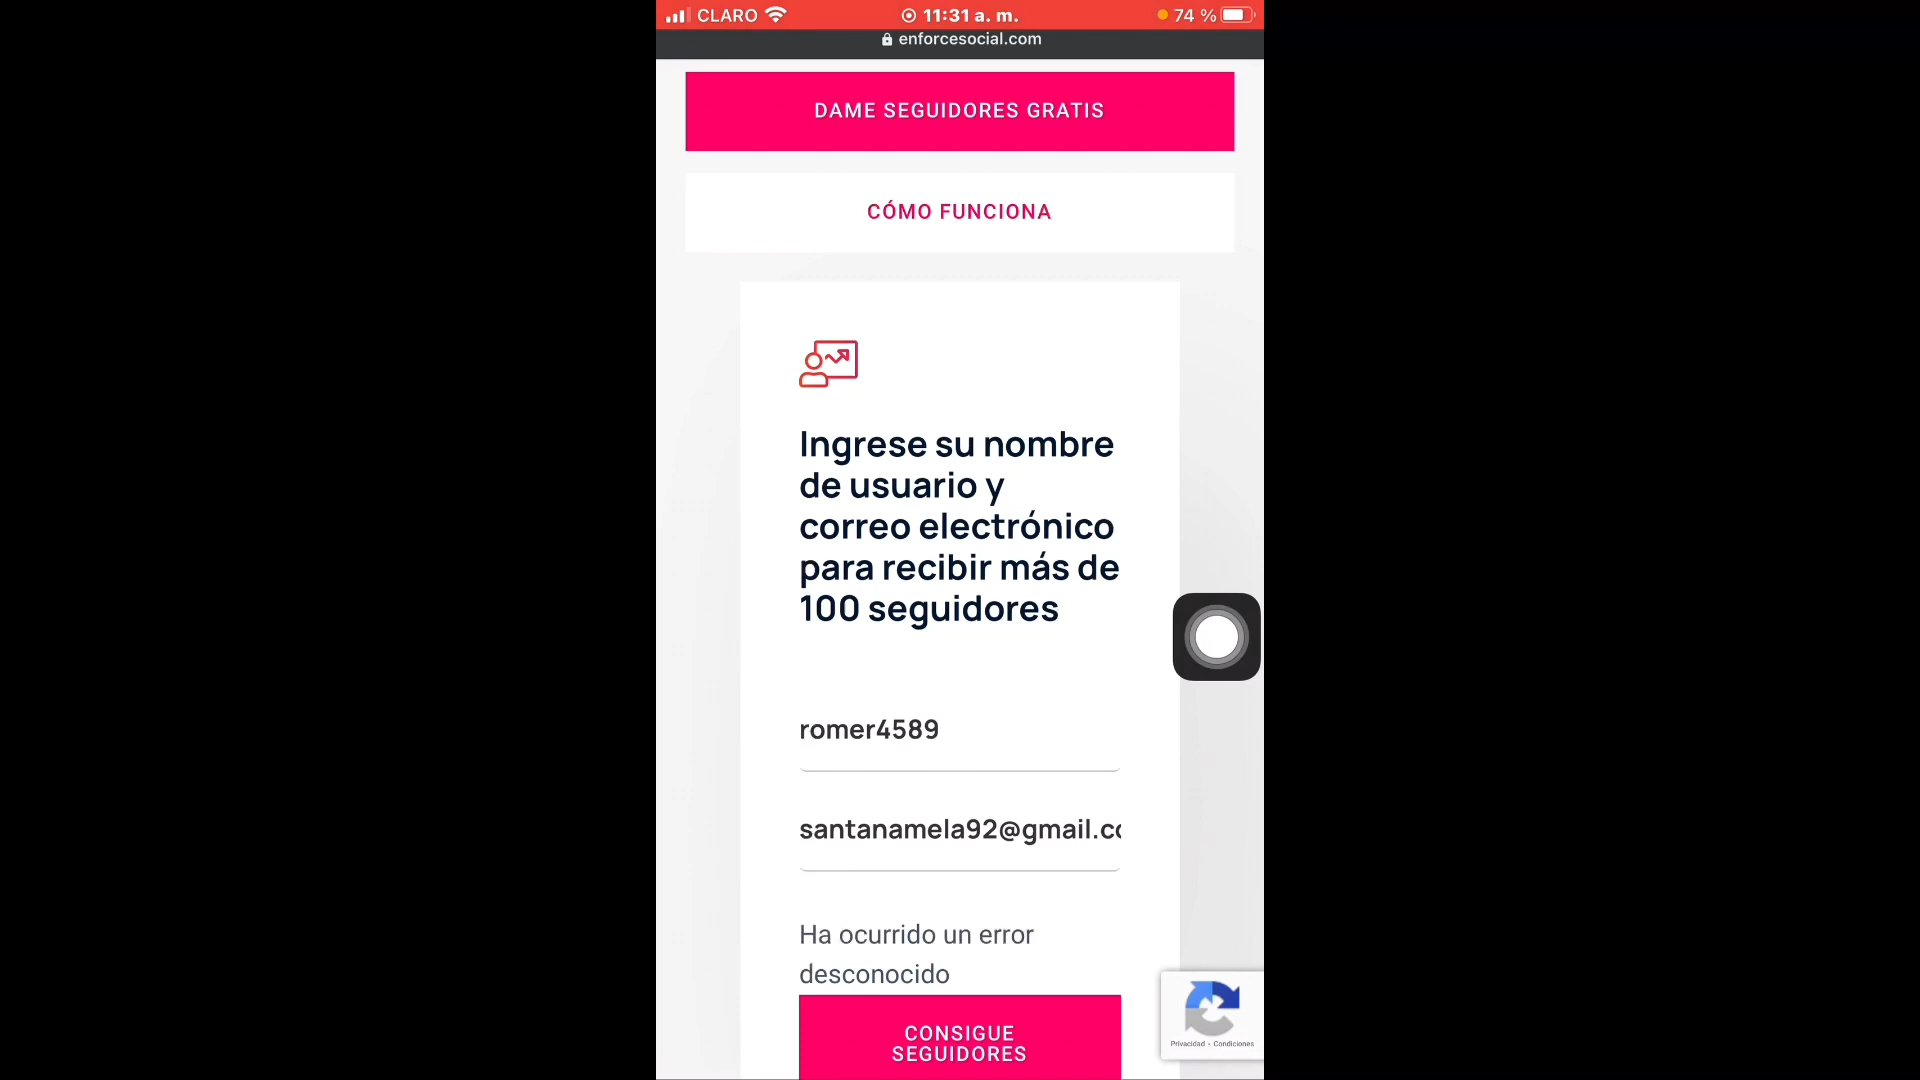 CLARO 11:31 a. m. 74 %
enforcesocial.com
DAME SEGUIDORES GRATIS
CÓMO FUNCIONA
Ingrese su nombre
de usuario y
correo electrónico
para recibir más de
100 seguidores
romer4589
santanamela92@gmail.co
Ha ocurrido un error
desconocido
CONSIGUE
SEGUIDORES
Privacidad - Condiciones